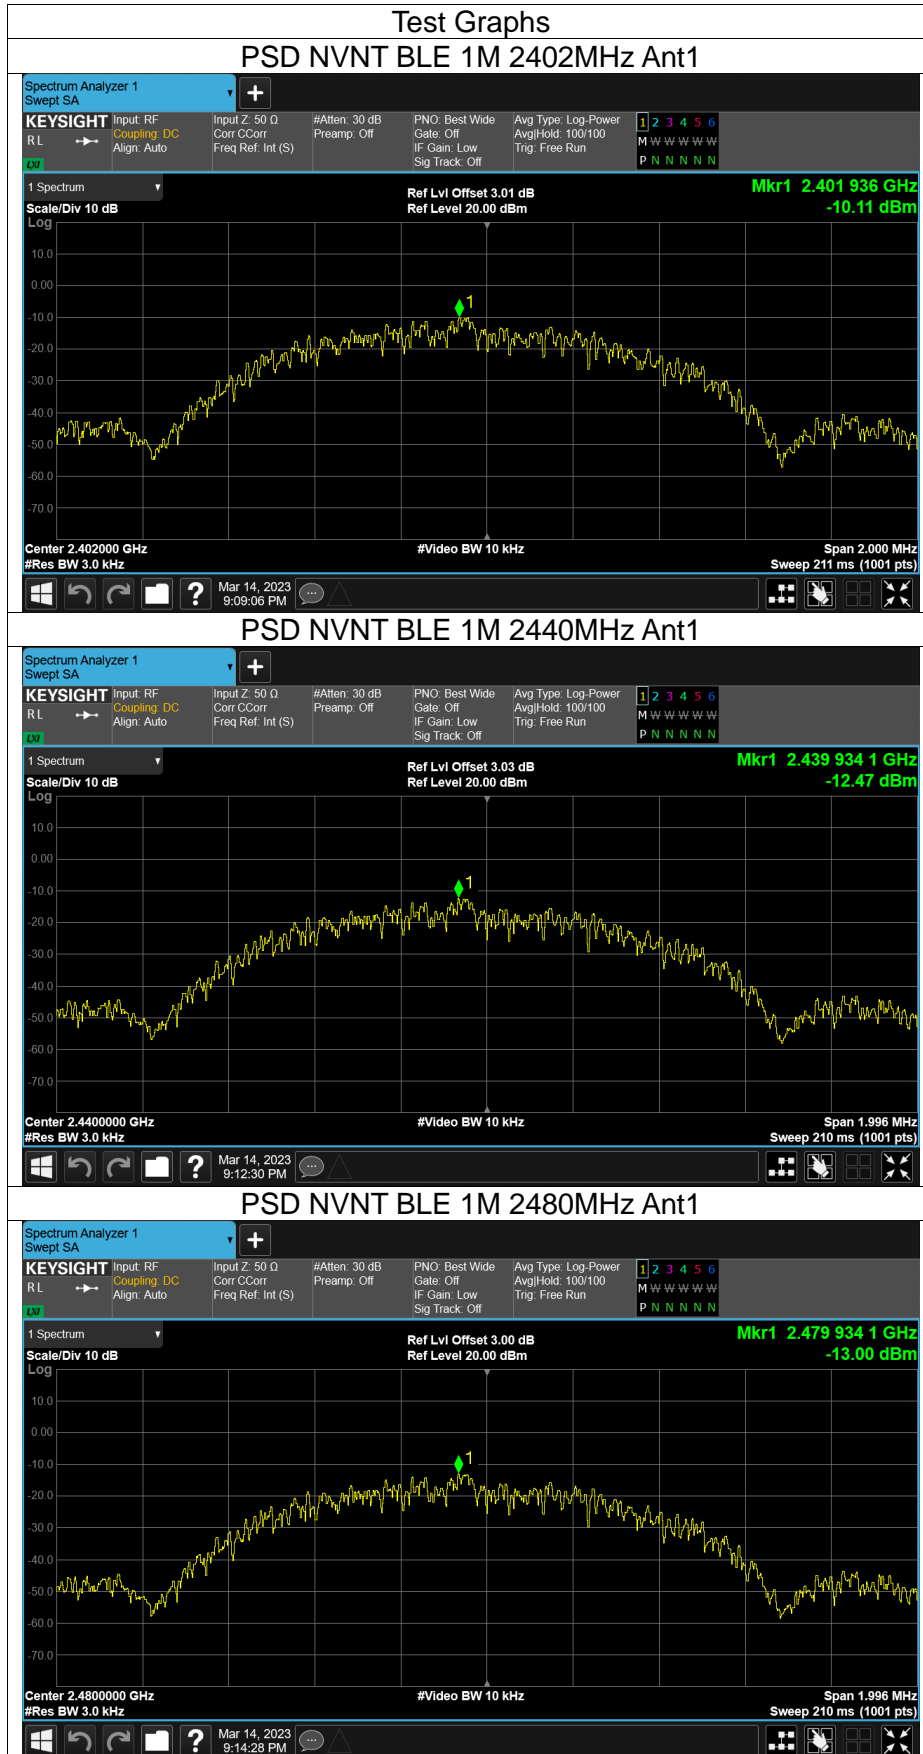 Test Graphs
PSD NVNT BLE 1M 2402MHz Ant1
Spectrum Analyzer 1
Swept SA
+
KEYSIGHT Input: RF Input Z: 50 Ω #Atten: 30 dB PNO: Best Wide Avg Type: Log-Power 1 2 3 4 5 6
RL Coupling: DC Corr CCorr Preamp: Off Gate: Off Avg|Hold: 100/100 M W W W W W
Align: Auto Freq Ref: Int (S) IF Gain: Low Trig: Free Run
LXI Sig Track: Off P N N N N N
1 Spectrum Ref Lvl Offset 3.01 dB Mkr1 2.401 936 GHz
Scale/Div 10 dB Ref Level 20.00 dBm -10.11 dBm
Log
10.0
0.00
1
-10.0
-20.0
-30.0
-40.0
-50.0
-60.0
-70.0
Center 2.402000 GHz #Video BW 10 kHz Span 2.000 MHz
#Res BW 3.0 kHz Sweep 211 ms (1001 pts)
? Mar 14, 2023
9:09:06 PM
PSD NVNT BLE 1M 2440MHz Ant1
Spectrum Analyzer 1
Swept SA
+
KEYSIGHT Input: RF Input Z: 50 Ω #Atten: 30 dB PNO: Best Wide Avg Type: Log-Power 1 2 3 4 5 6
RL Coupling: DC Corr CCorr Preamp: Off Gate: Off Avg|Hold: 100/100 M W W W W W
Align: Auto Freq Ref: Int (S) IF Gain: Low Trig: Free Run
LXI Sig Track: Off P N N N N N
1 Spectrum Ref Lvl Offset 3.03 dB Mkr1 2.439 934 1 GHz
Scale/Div 10 dB Ref Level 20.00 dBm -12.47 dBm
Log
10.0
0.00
1
-10.0
-20.0
-30.0
-40.0
-50.0
-60.0
-70.0
Center 2.4400000 GHz #Video BW 10 kHz Span 1.996 MHz
#Res BW 3.0 kHz Sweep 210 ms (1001 pts)
? Mar 14, 2023
9:12:30 PM
PSD NVNT BLE 1M 2480MHz Ant1
Spectrum Analyzer 1
Swept SA
+
KEYSIGHT Input: RF Input Z: 50 Ω #Atten: 30 dB PNO: Best Wide Avg Type: Log-Power 1 2 3 4 5 6
RL Coupling: DC Corr CCorr Preamp: Off Gate: Off Avg|Hold: 100/100 M W W W W W
Align: Auto Freq Ref: Int (S) IF Gain: Low Trig: Free Run
LXI Sig Track: Off P N N N N N
1 Spectrum Ref Lvl Offset 3.00 dB Mkr1 2.479 934 1 GHz
Scale/Div 10 dB Ref Level 20.00 dBm -13.00 dBm
Log
10.0
0.00
1
-10.0
-20.0
-30.0
-40.0
-50.0
-60.0
-70.0
Center 2.4800000 GHz #Video BW 10 kHz Span 1.996 MHz
#Res BW 3.0 kHz Sweep 210 ms (1001 pts)
? Mar 14, 2023
9:14:28 PM